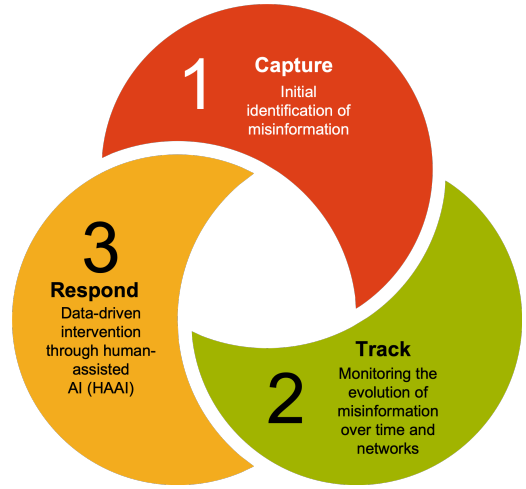 1
Capture
Initial
identification of
misinformation
2
Track
Monitoring the
evolution of
misinformation
over time and
networks
3
Respond
Data-driven
intervention
through human-
assisted
AI (HAAI)